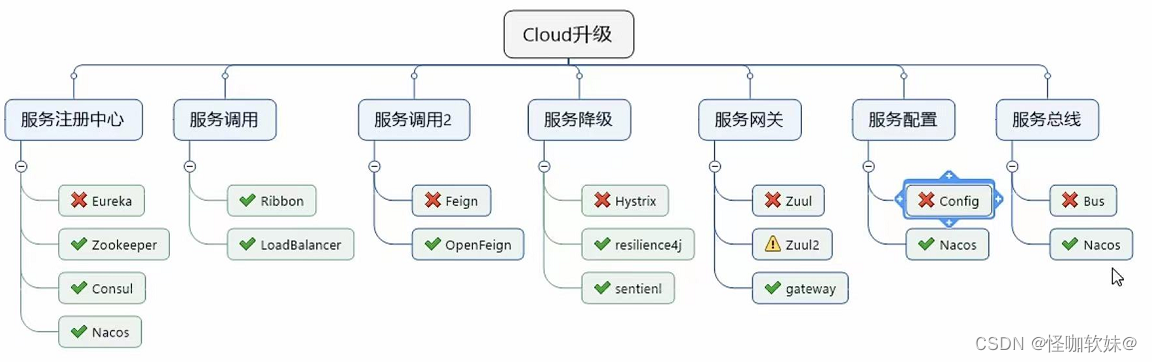 Cloud升级
服务注册中心
服务调用
服务调用2
服务降级
服务网关
服务配置
服务总线
Eureka
Zookeeper
Consul
Nacos
Ribbon
LoadBalancer
Feign
OpenFeign
Hystrix
resilience4j
sentienl
Zuul
Zuul2
gateway
Config
Nacos
Bus
Nacos
CSDN @怪咖软妹@